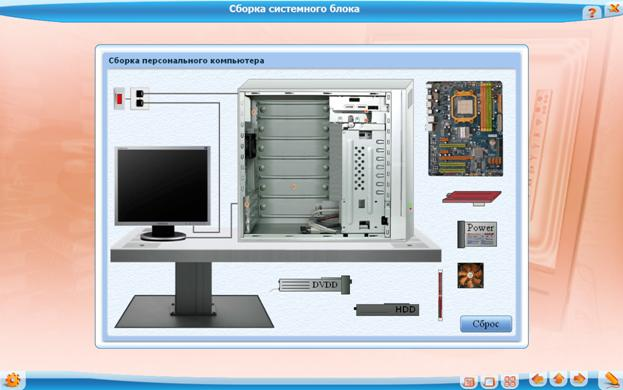 Сборка системного блока
?
Сборка персонального компьютера
Power
DVDD
HDD
Сброс